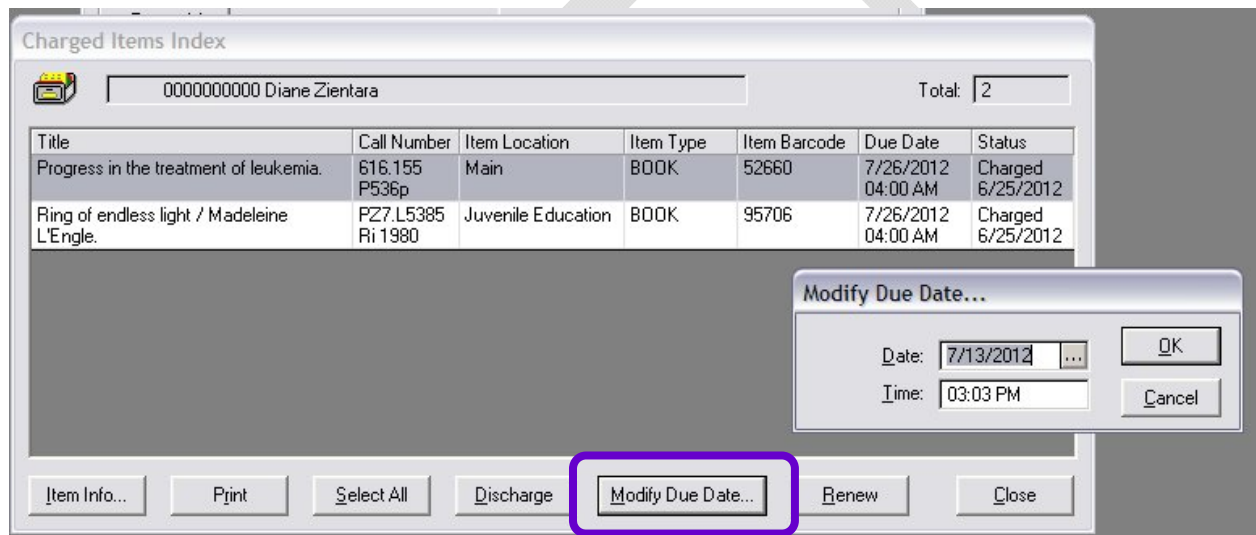 Charged Items Index
0000000000 Diane Zientara
Total: 2
Title Call Number Item Location Item Type Item Barcode Due Date Status
Progress in the treatment of leukemia. 616.155 Main BOOK 52660 7/26/2012 Charged
P536p 04:00 AM 6/25/2012
Ring of endless light / Madeleine PZ7.L5385 Juvenile Education BOOK 95706 7/26/2012 Charged
L'Engle. Ri 1980 04:00 AM 6/25/2012
Modify Due Date...
Date: 7/13/2012 ... OK
Time: 03:03 PM Cancel
Item Info... Print Select All Discharge Modify Due Date... Renew Close